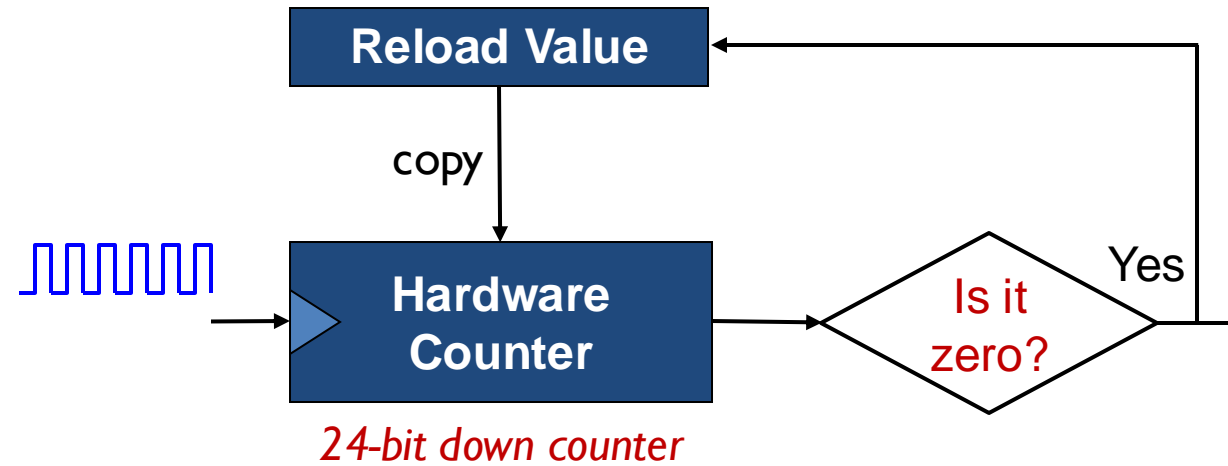 Reload Value
copy
Hardware
Counter
Is it
zero?
Yes
24-bit down counter